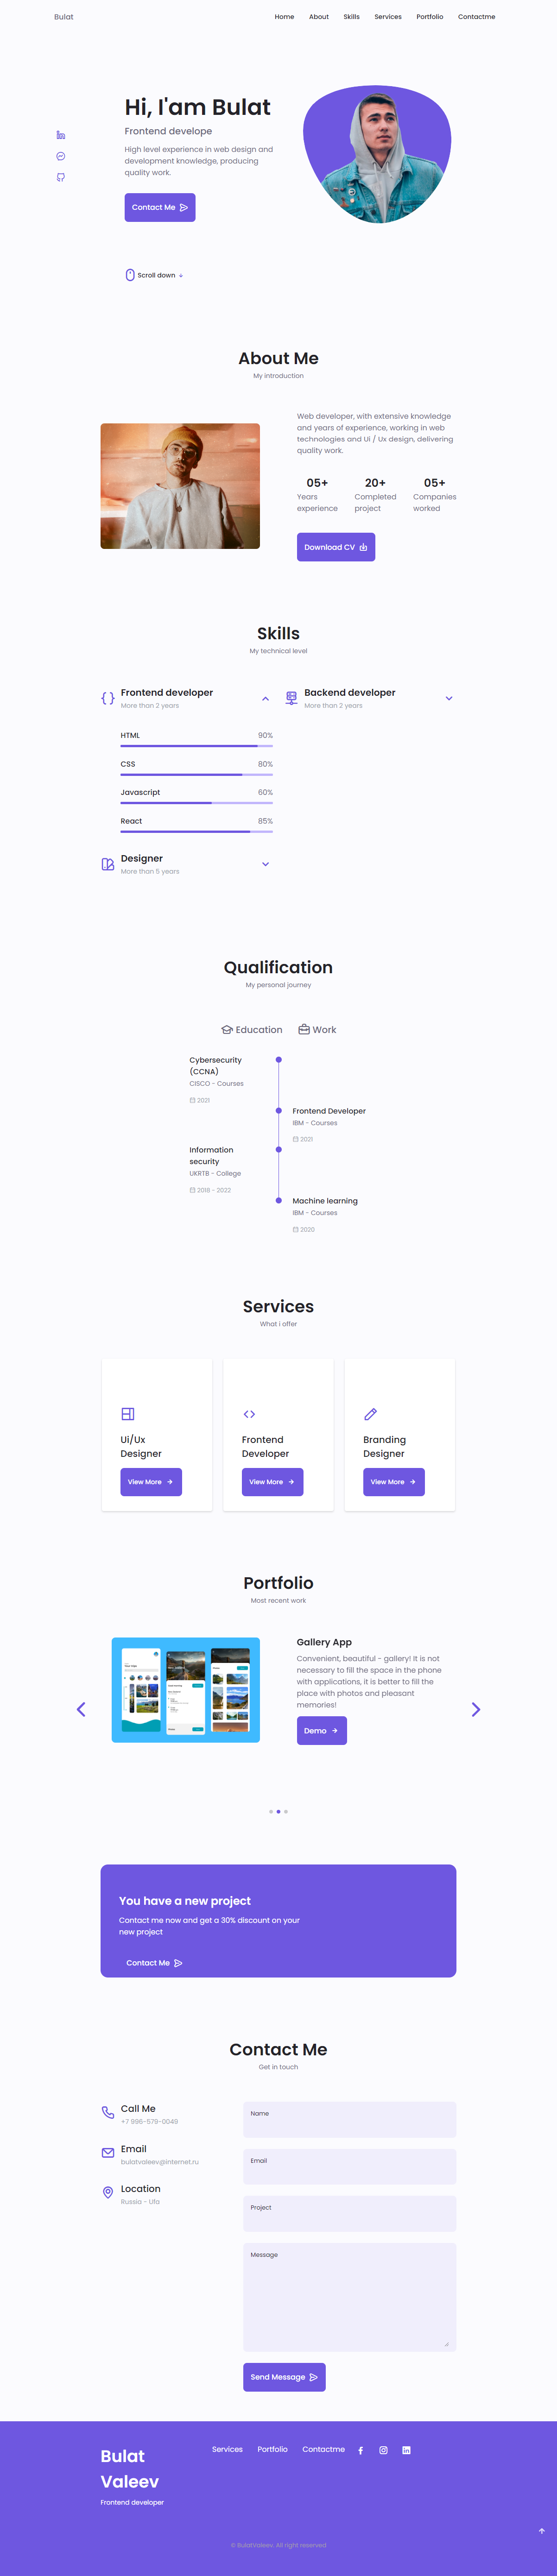 Bulat
Home About Skills Services Portfolio Contactme
Hi, I'am Bulat
Frontend develope
High level experience in web design and
development knowledge, producing
quality work.
Contact Me
Scroll down
About Me
My introduction
Web developer, with extensive knowledge
and years of experience, working in web
technologies and UI / Ux design, delivering
quality work.
05+ 20+ 05+
Years Completed Companies
experience project worked
Download CV
Skills
My technical level
Frontend developer
More than 2 years
Backend developer
More than 2 years
HTML 90%
CSS 80%
Javascript 60%
React 85%
Designer
More than 5 years
Qualification
My personal journey
Education Work
Cybersecurity
(CCNA)
CISCO - Courses
2021
Frontend Developer
IBM - Courses
2021
Information
security
UKRTB - College
2018 - 2022
Machine learning
IBM - Courses
2020
Services
What i offer
Ui/Ux
Designer
View More
Frontend
Developer
View More
Branding
Designer
View More
Portfolio
Most recent work
Gallery App
Convenient, beautiful - gallery! It is not
necessary to fill the space in the phone
with applications, it is better to fill the
place with photos and pleasant
memories!
Demo
You have a new project
Contact me now and get a 30% discount on your
new project
Contact Me
Contact Me
Get in touch
Call Me
+7 996-579-0049
Email
bulatvaleev@internet.ru
Location
Russia - Ufa
Name
Email
Project
Message
Send Message
Bulat
Valeev
Frontend developer
Services Portfolio Contactme
© BulatValeev. All right reserved